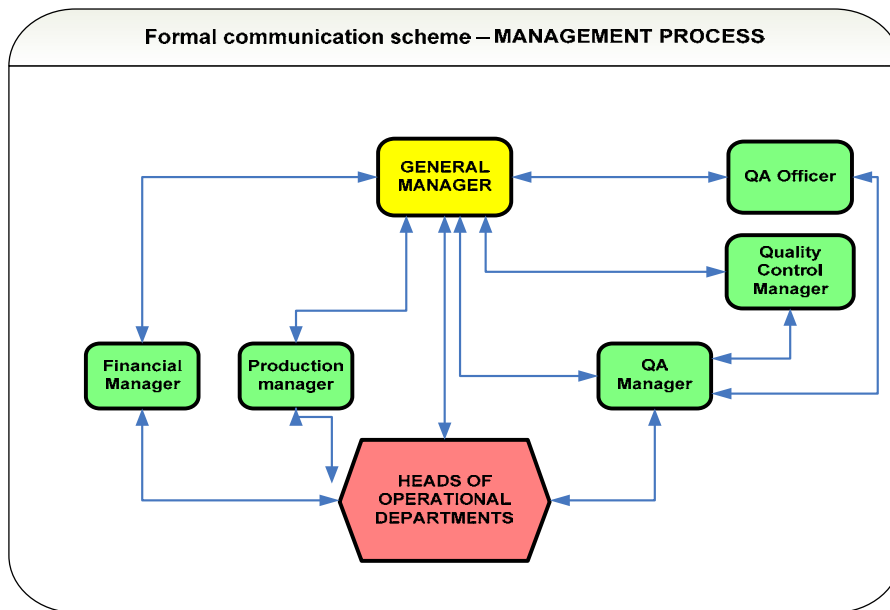 Formal communication scheme – MANAGEMENT PROCESS
GENERAL
MANAGER
QA Officer
Quality
Control
Manager
Financial
Manager
Production
manager
QA
Manager
HEADS OF
OPERATIONAL
DEPARTMENTS